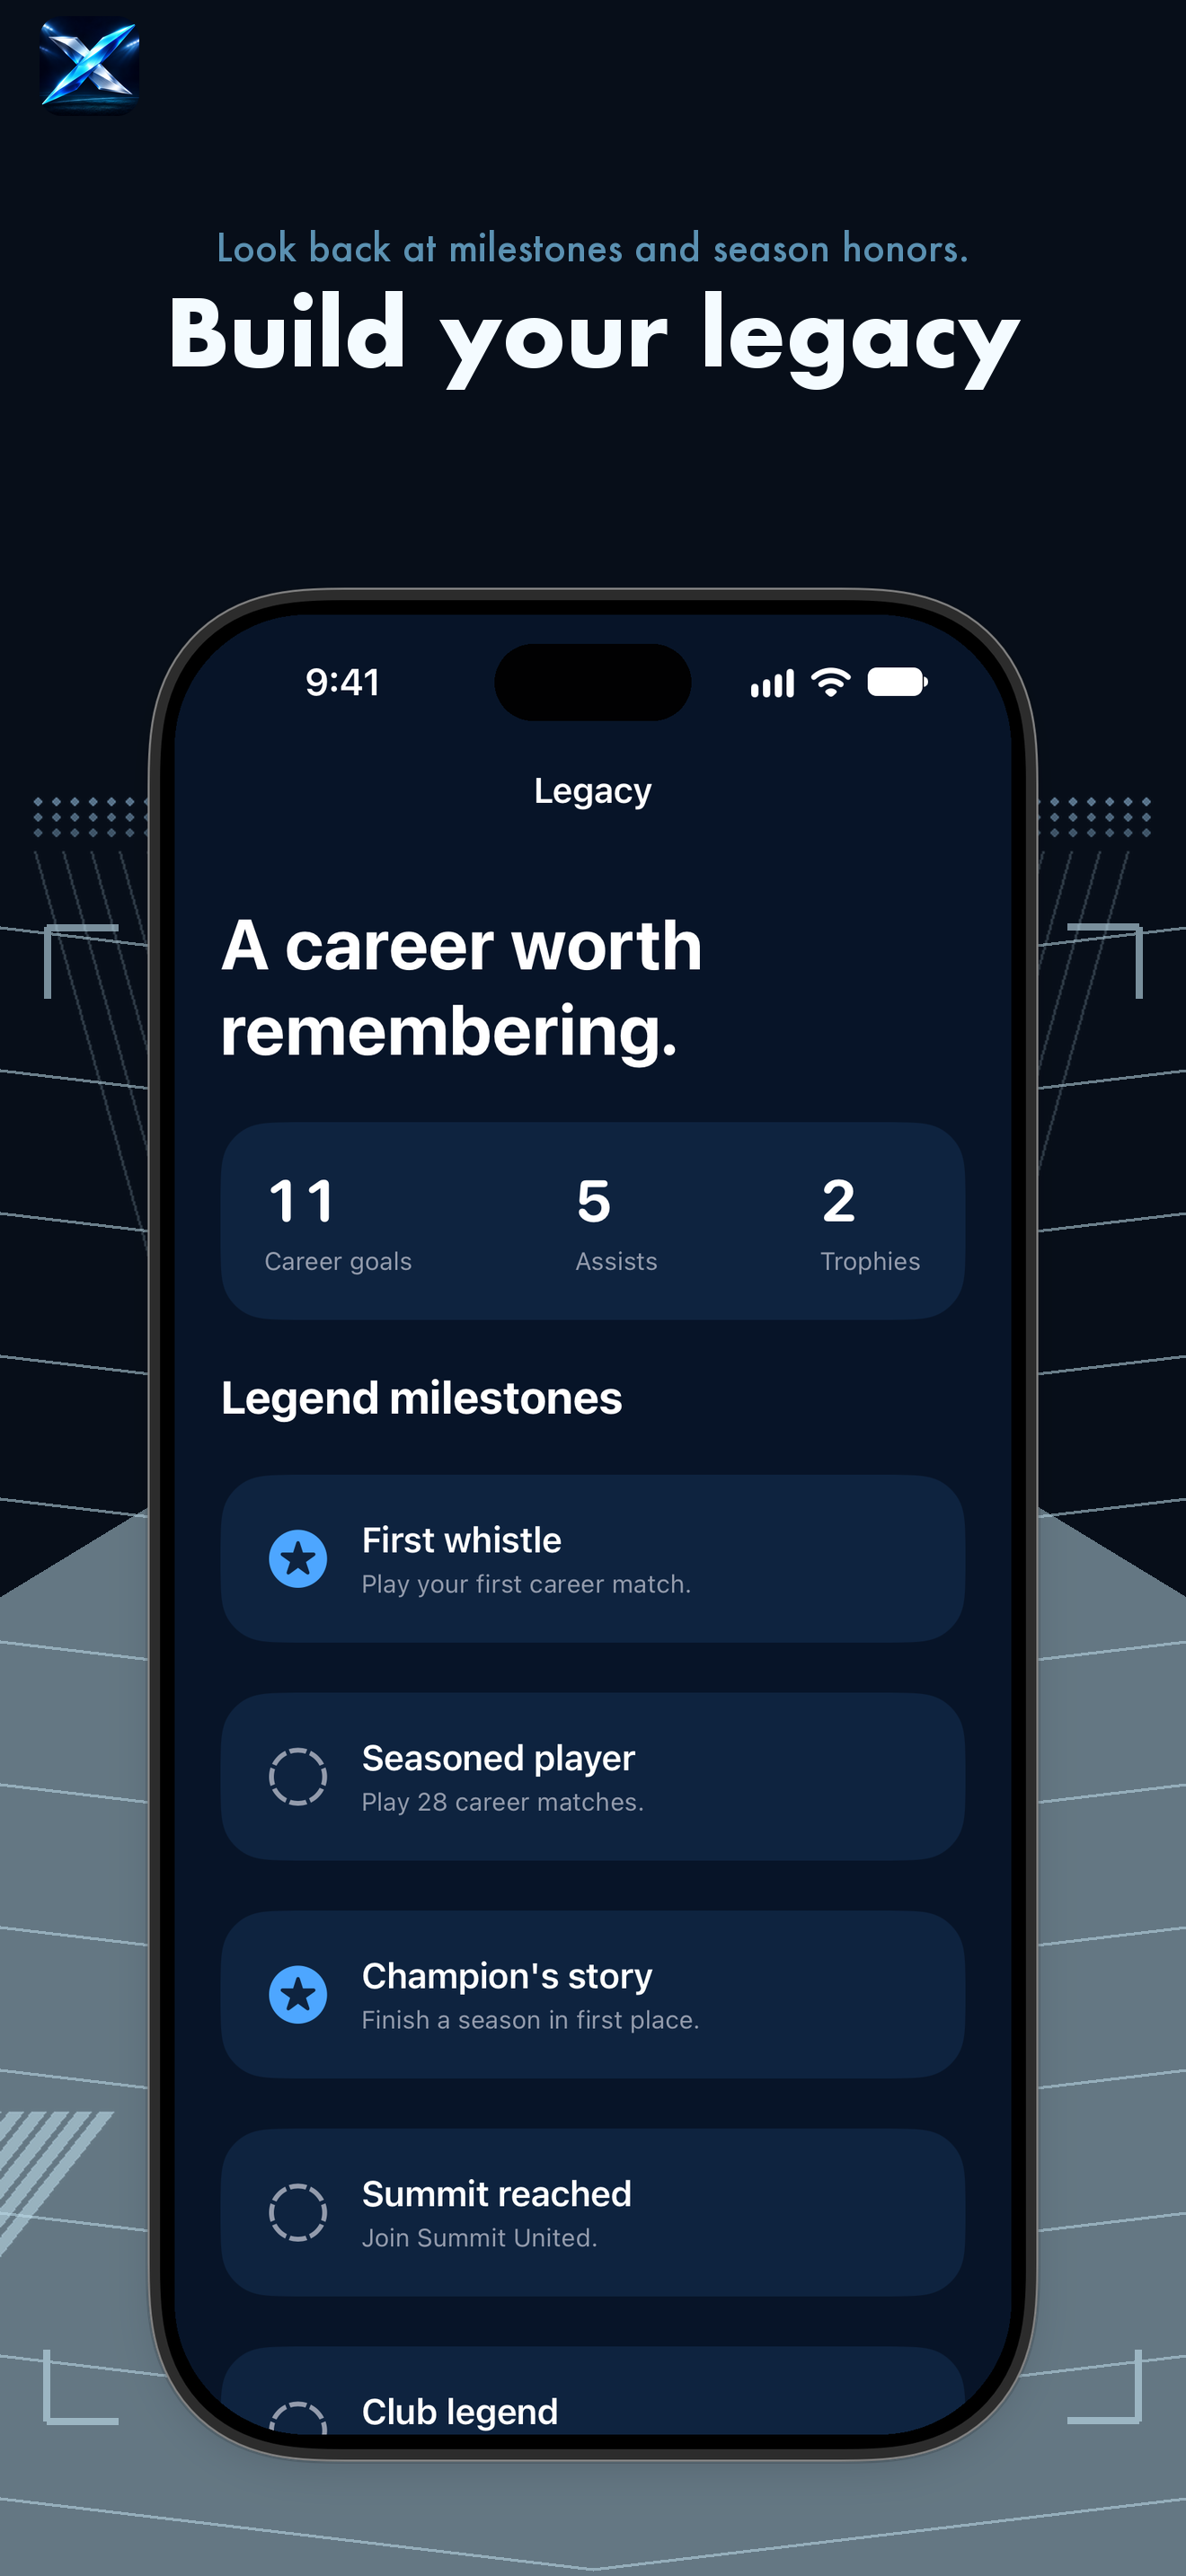 Look back at milestones and season honors.
Build your legacy
9:41
Legacy
A career worth
remembering.
11
Career goals
5
Assists
2
Trophies
Legend milestones
First whistle
Play your first career match.
Seasoned player
Play 28 career matches.
Champion's story
Finish a season in first place.
Summit reached
Join Summit United.
Club legend